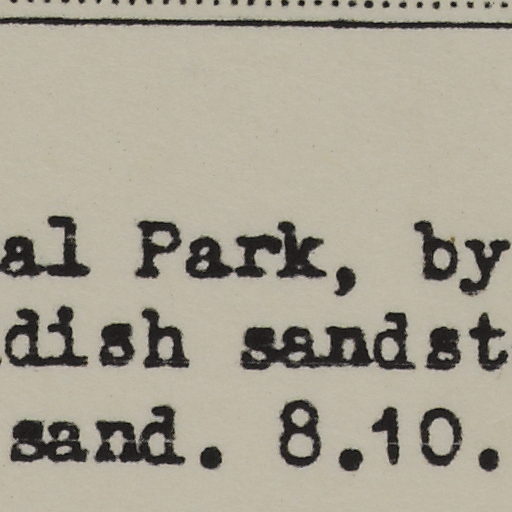 al Park, by
dish sandst
sand. 8.10.